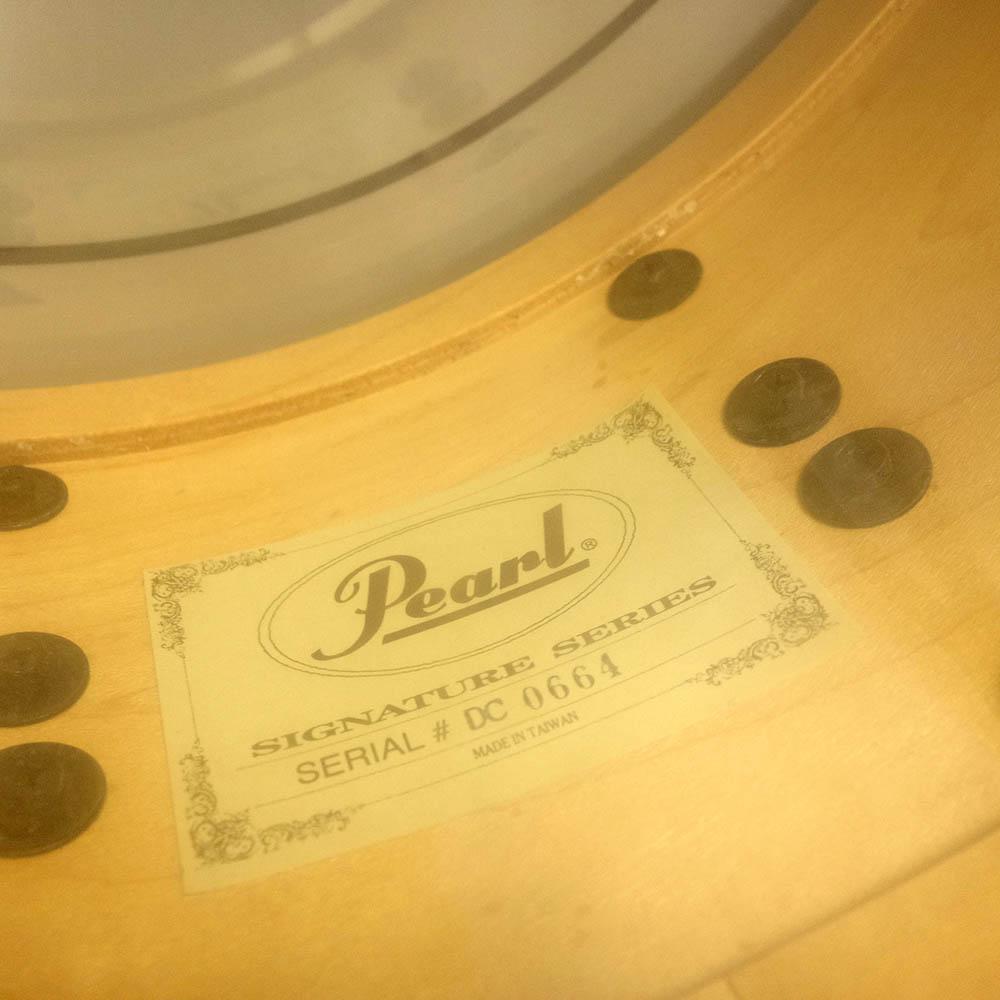 Pearl®
SIGNATURE SERIES
SERIAL # DC 0664
MADE IN TAIWAN